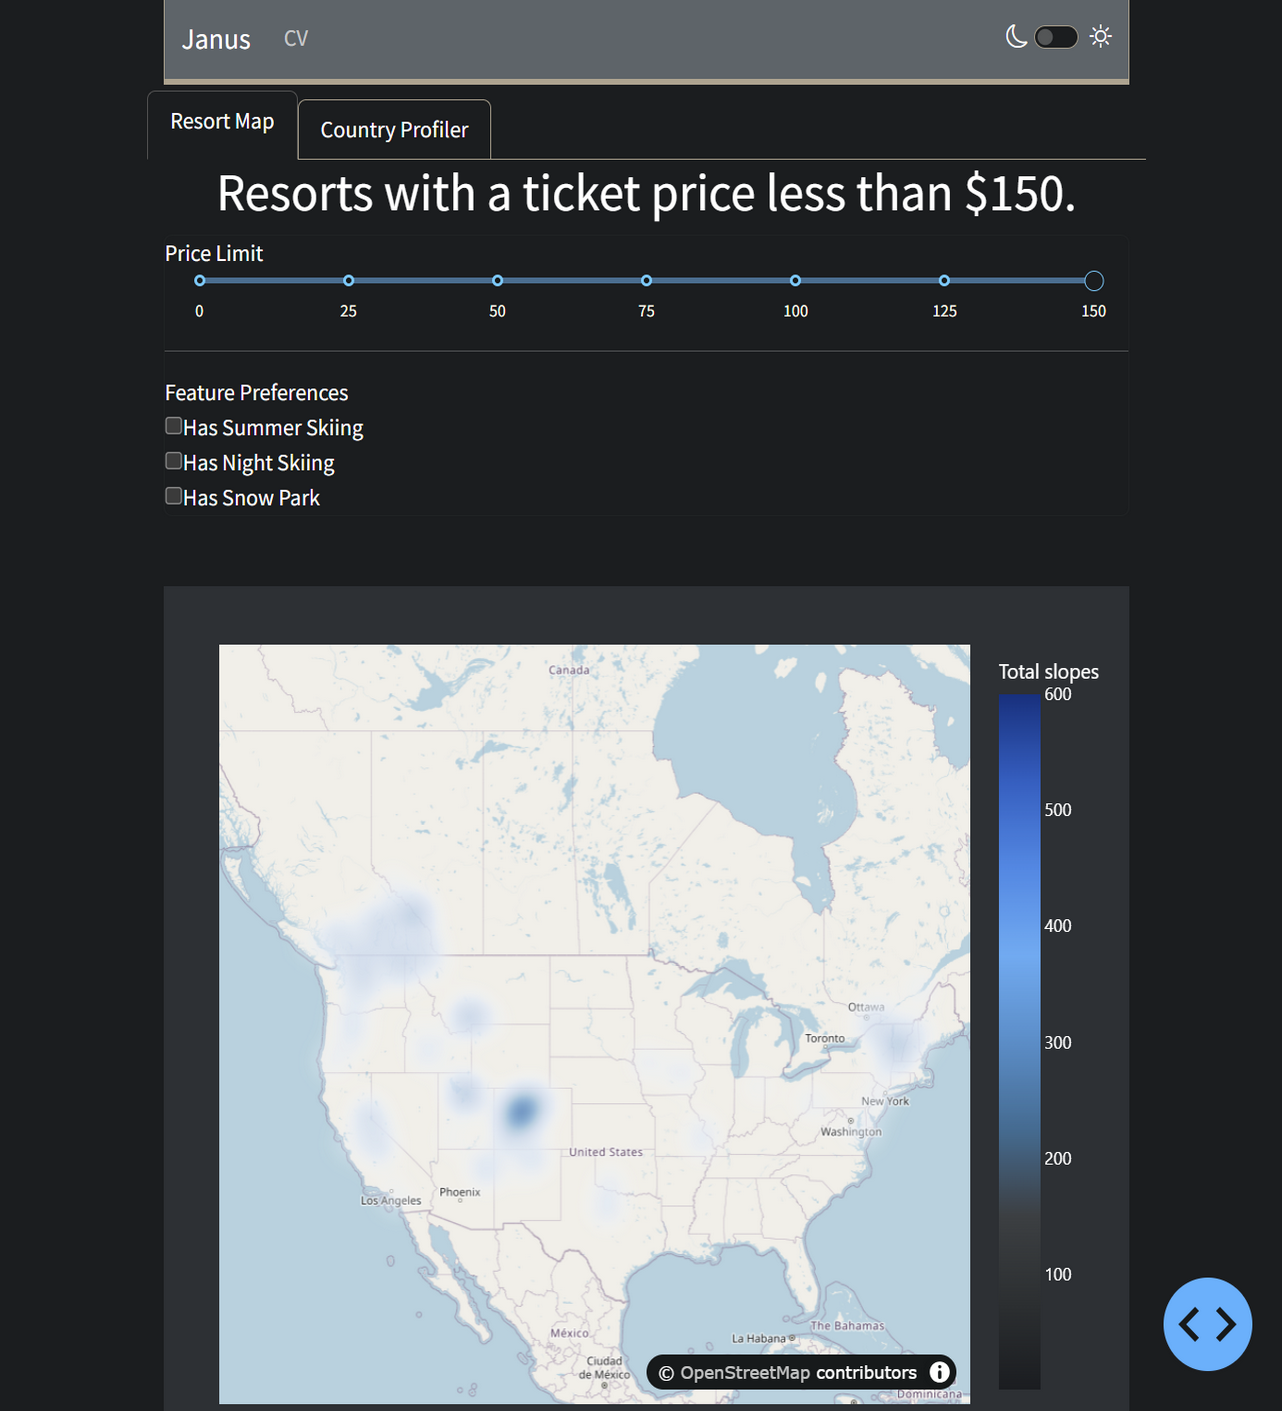 Janus CV
Resort Map
Country Profiler
Resorts with a ticket price less than $150.
Price Limit
0 25 50 75 100 125 150
Feature Preferences
Has Summer Skiing
Has Night Skiing
Has Snow Park
Total slopes
600
500
400
300
200
100
Canada
Ottawa
Toronto
New York
Washington
United States
Phoenix
Los Angeles
The Bahamas
México
La Habana
Ciudad
de México
© OpenStreetMap contributors
Dominicana